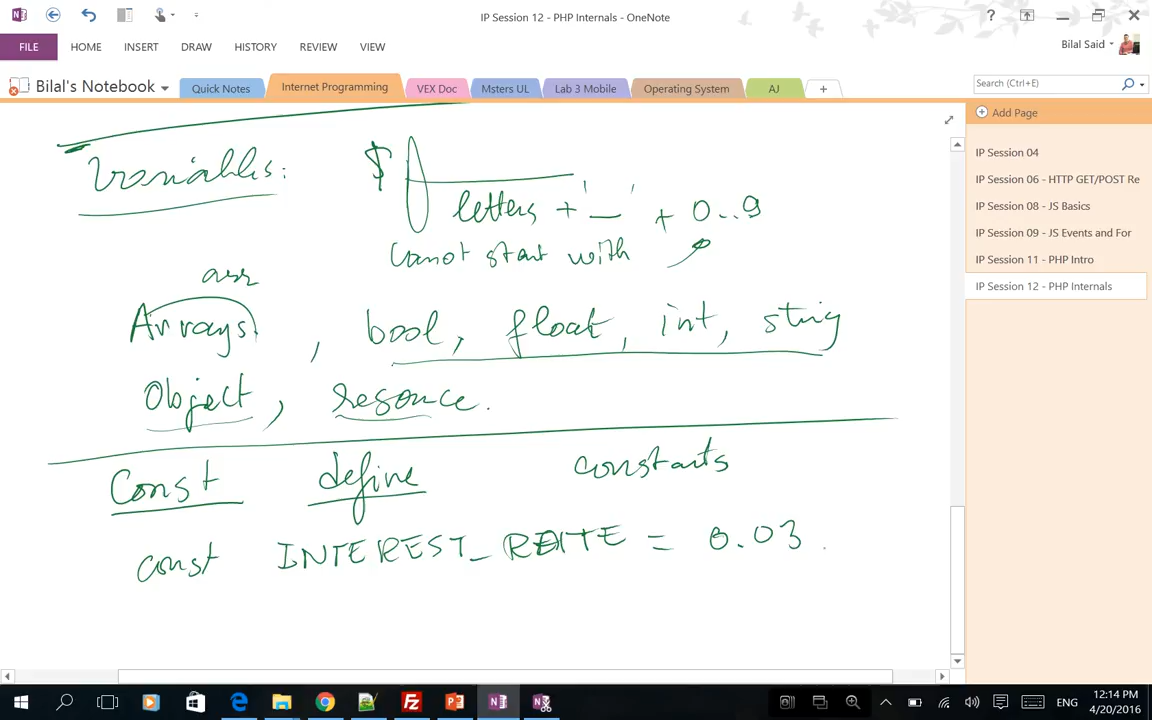 IP Session 12 - PHP Internals - OneNote
?
FILE HOME INSERT DRAW HISTORY REVIEW VIEW
Bilal Said
Bilal's Notebook
Quick Notes Internet Programming VEX Doc Msters UL Lab 3 Mobile Operating System AJ
Search (Ctrl+E)
Add Page
IP Session 04
IP Session 06 - HTTP GET/POST Re
IP Session 08 - JS Basics
IP Session 09 - JS Events and For
IP Session 11 - PHP Intro
IP Session 12 - PHP Internals
Variables: $
letters + '_' + 0..9
cannot start with
arr
Arrays, bool, float, int, string
Object, resource.
Const define constants
const INTEREST_RATE = 0.03
ENG
12:14 PM
4/20/2016